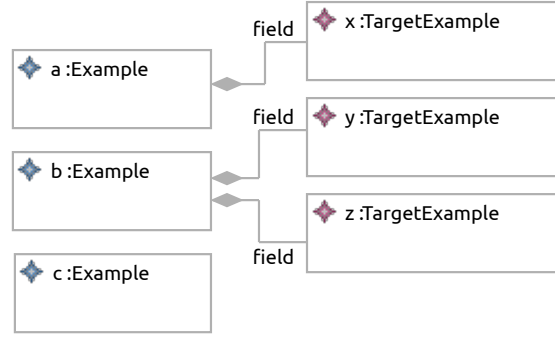 field
x :TargetExample
a :Example
field
y :TargetExample
b :Example
z :TargetExample
field
c :Example